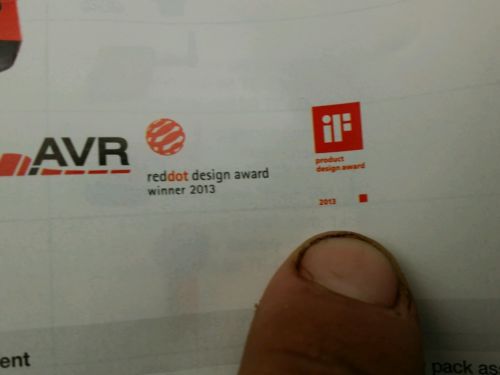 AVR
reddot design award
winner 2013
iF
product
design award
2013
ent
pack as